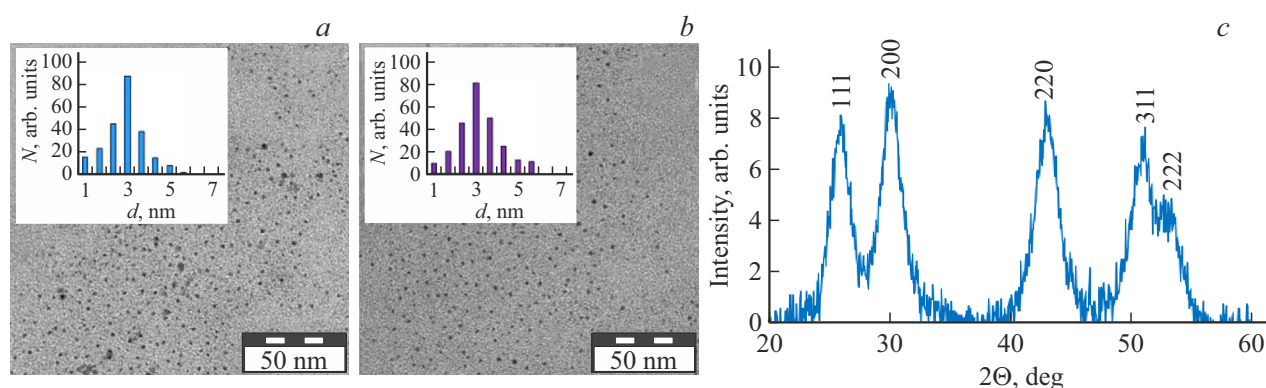 a
100
80
60
40
20
0
N, arb. units
1 3 5 7
d, nm
50 nm
b
100
80
60
40
20
0
N, arb. units
1 3 5 7
d, nm
50 nm
c
10
8
6
4
2
0
Intensity, arb. units
111
200
220
311
222
20 30 40 50 60
2Θ, deg